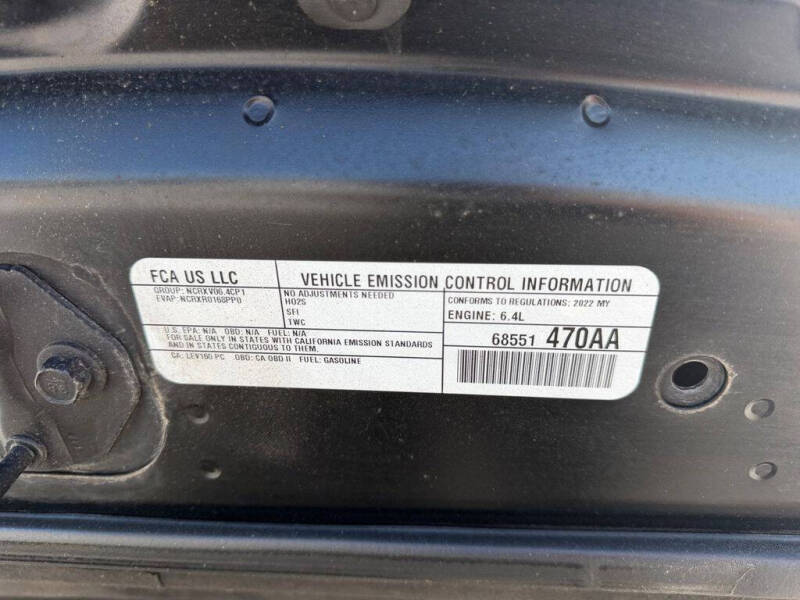 FCA US LLC
GROUP: NCRXV06.4CP1
EVAP: NCRXR0168PP0
VEHICLE EMISSION CONTROL INFORMATION
NO ADJUSTMENTS NEEDED
HO2S
SFI
TWC
CONFORMS TO REGULATIONS: 2022 MY
ENGINE: 6.4L
U.S. EPA: N/A OBD: N/A FUEL: N/A
FOR SALE ONLY IN STATES WITH CALIFORNIA EMISSION STANDARDS
AND IN STATES CONTIGUOUS TO THEM.
CA: LEV160 PC OBD: CA OBD II FUEL: GASOLINE
68551 470AA